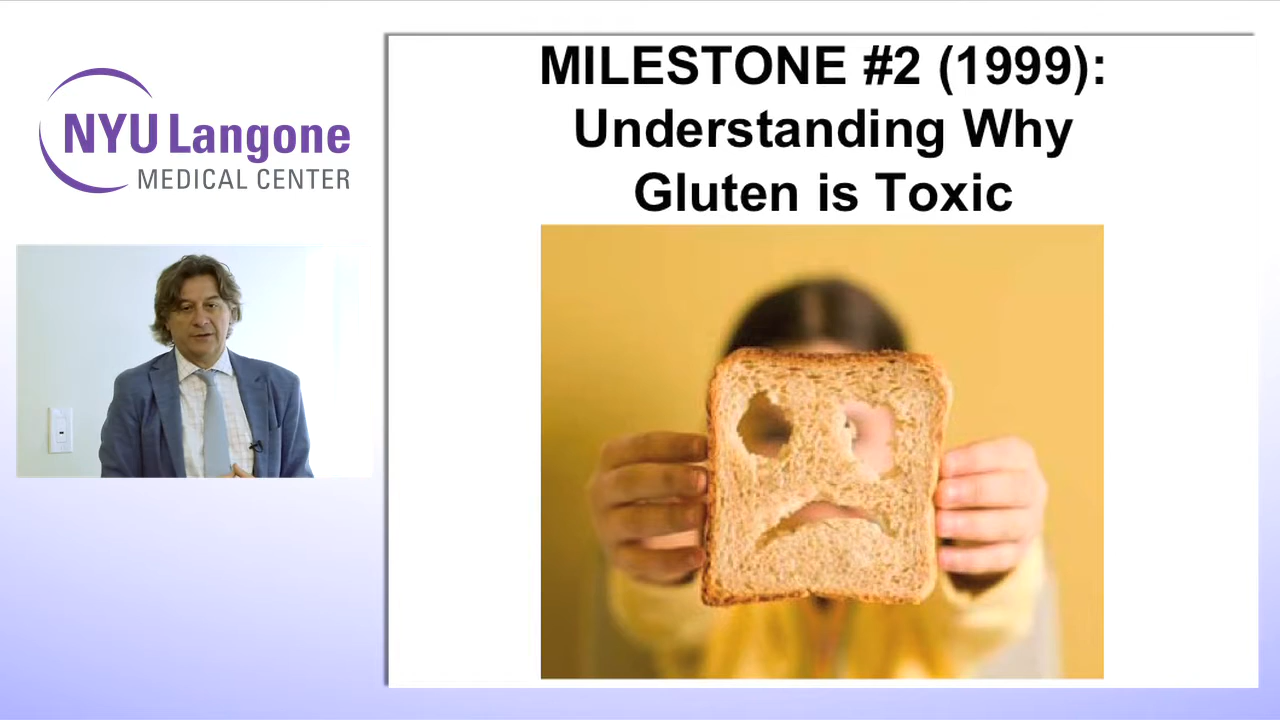 NYU Langone
MEDICAL CENTER
MILESTONE #2 (1999):
Understanding Why
Gluten is Toxic